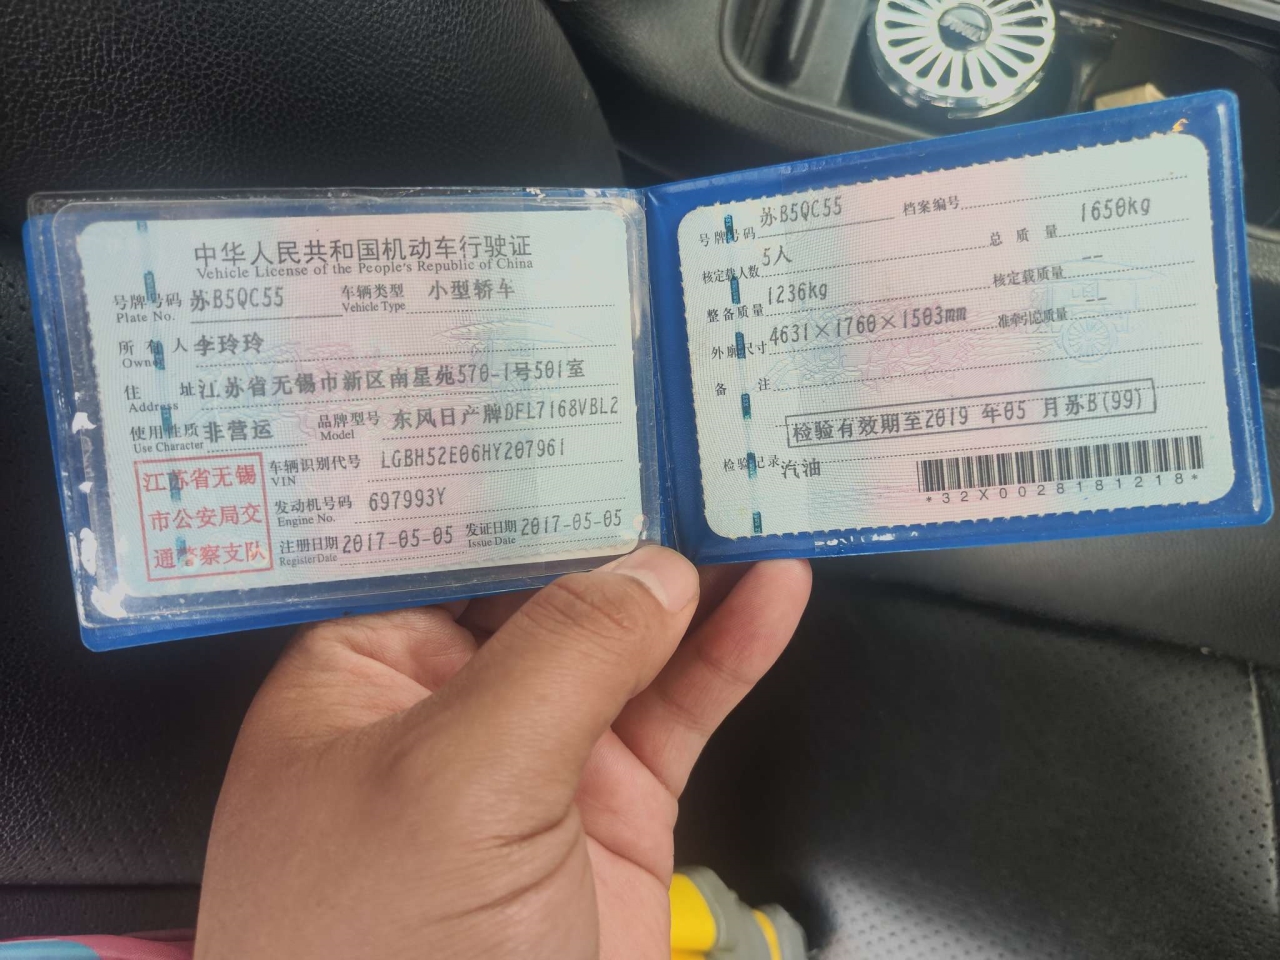 中华人民共和国机动车行驶证
Vehicle License of the People's Republic of China
号牌号码 苏B5QC55 车辆类型 小型轿车
Plate No. Vehicle Type
所有人 李玲玲
Owner
住址 江苏省无锡市新区南星苑570-1号501室
Address
使用性质 非营运 品牌型号 东风日产牌DFL7168VBL2
Use Character Model
江苏省无锡
市公安局交
通警察支队
车辆识别代号 LGBH52E06HY207961
VIN
发动机号码 697993Y
Engine No.
注册日期 2017-05-05 发证日期 2017-05-05
Register Date Issue Date
号牌号码 苏B5QC55 档案编号
核定载人数 5人 总质量 1650kg
整备质量 1236kg 核定载质量 --
外廓尺寸 4631×1760×1503mm 准牵引总质量 --
备注
检验有效期至2019 年05 月苏B(99)
检验记录 汽油
*32X0028181218*